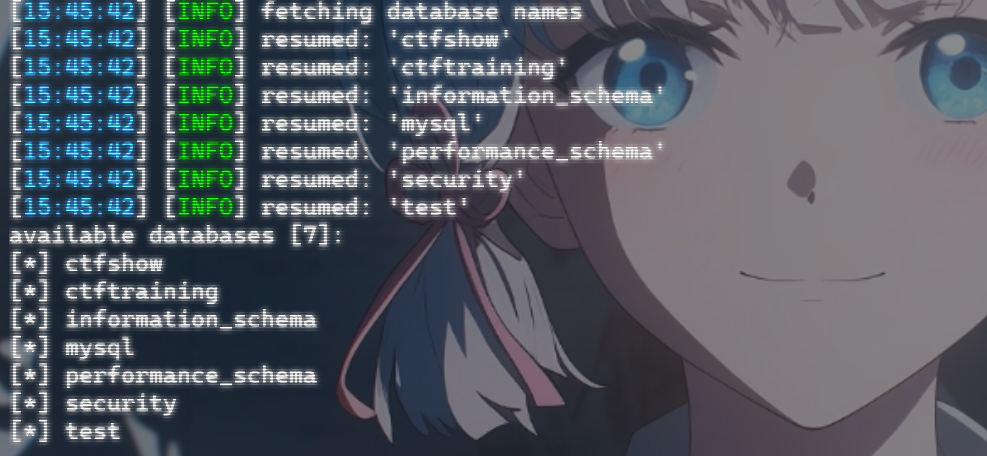 [15:45:42] [INFO] fetching database names
[15:45:42] [INFO] resumed: 'ctfshow'
[15:45:42] [INFO] resumed: 'ctftraining'
[15:45:42] [INFO] resumed: 'information_schema'
[15:45:42] [INFO] resumed: 'mysql'
[15:45:42] [INFO] resumed: 'performance_schema'
[15:45:42] [INFO] resumed: 'security'
[15:45:42] [INFO] resumed: 'test'
available databases [7]:
[*] ctfshow
[*] ctftraining
[*] information_schema
[*] mysql
[*] performance_schema
[*] security
[*] test